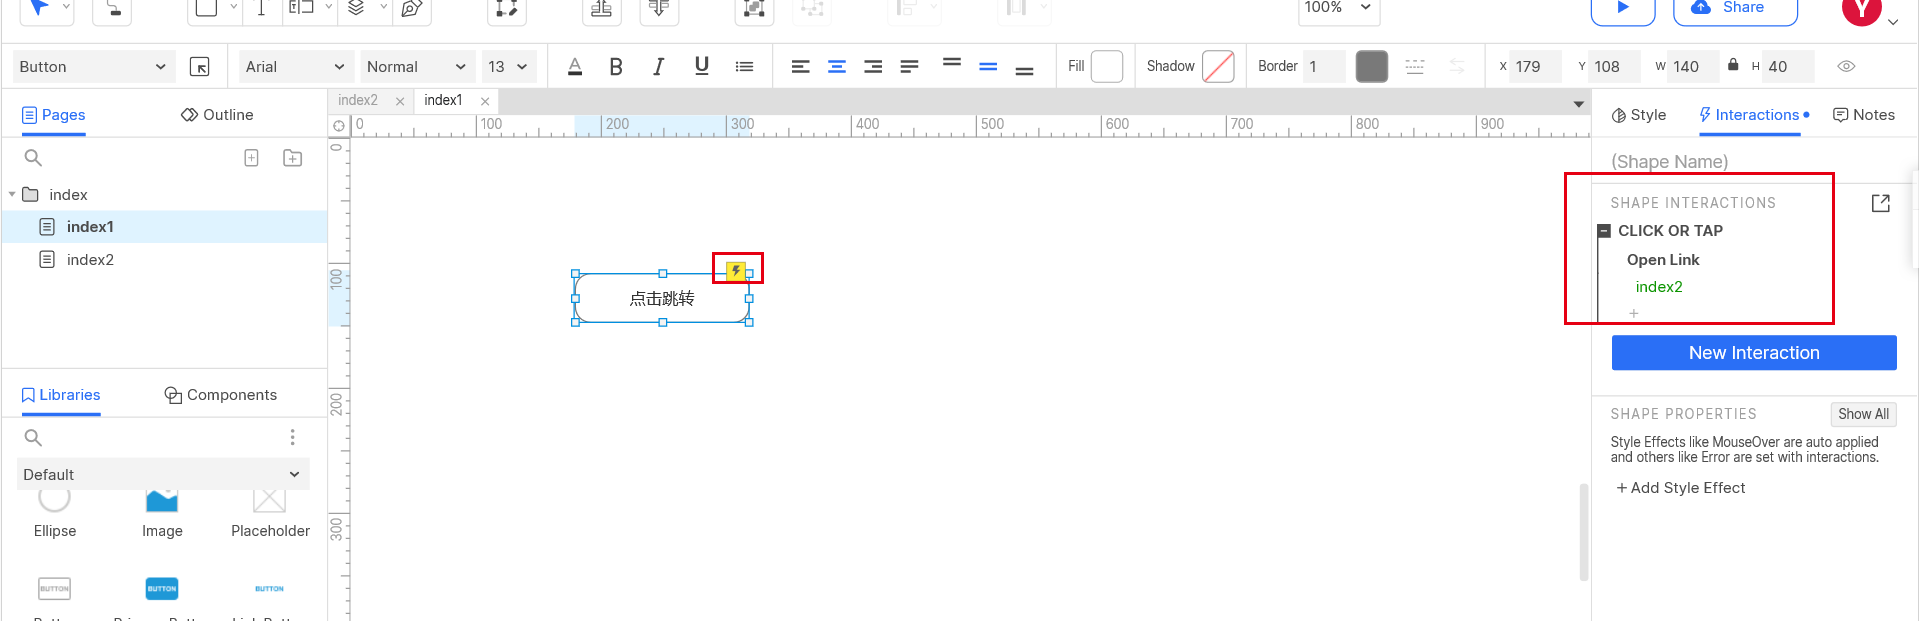 100%
Share
Y
Button
Arial
Normal
13
A B I U
Fill
Shadow
Border 1
X 179
Y 108
W 140
H 40
Pages
Outline
index2
index1
Style
Interactions
Notes
0 100 200 300 400 500 600 700 800 900
0
100
200
300
index
index1
index2
点击跳转
(Shape Name)
SHAPE INTERACTIONS
CLICK OR TAP
Open Link
index2
+
New Interaction
SHAPE PROPERTIES
Show All
Style Effects like MouseOver are auto applied
and others like Error are set with interactions.
+ Add Style Effect
Libraries
Components
Default
Ellipse
Image
Placeholder
BUTTON
BUTTON
BUTTON